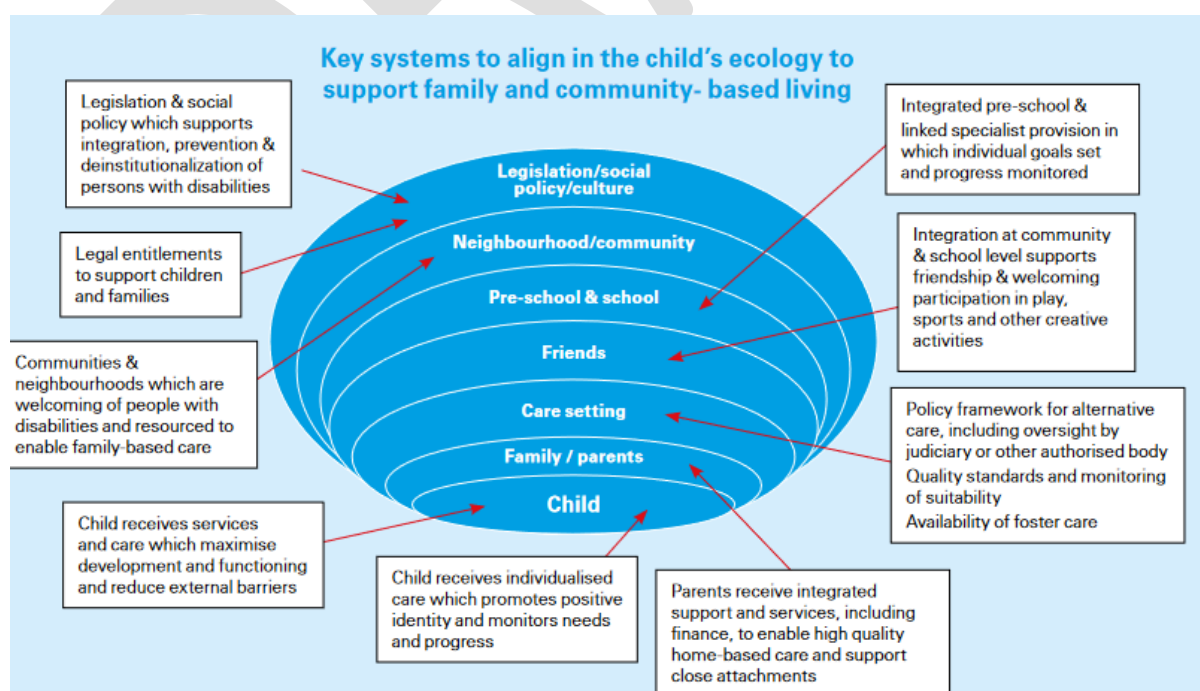 Key systems to align in the child's ecology to
support family and community- based living
Legislation & social
policy which supports
integration, prevention &
deinstitutionalization of
persons with disabilities
Legal entitlements
to support children
and families
Communities &
neighbourhoods which are
welcoming of people with
disabilities and resourced to
enable family-based care
Child receives services
and care which maximise
development and functioning
and reduce external barriers
Legislation/social
policy/culture
Neighbourhood/community
Pre-school & school
Friends
Care setting
Family / parents
Child
Child receives individualised
care which promotes positive
identity and monitors needs
and progress
Integrated pre-school &
linked specialist provision in
which individual goals set
and progress monitored
Integration at community
& school level supports
friendship & welcoming
participation in play,
sports and other creative
activities
Policy framework for alternative
care, including oversight by
judiciary or other authorised body
Quality standards and monitoring
of suitability
Availability of foster care
Parents receive integrated
support and services, including
finance, to enable high quality
home-based care and support
close attachments